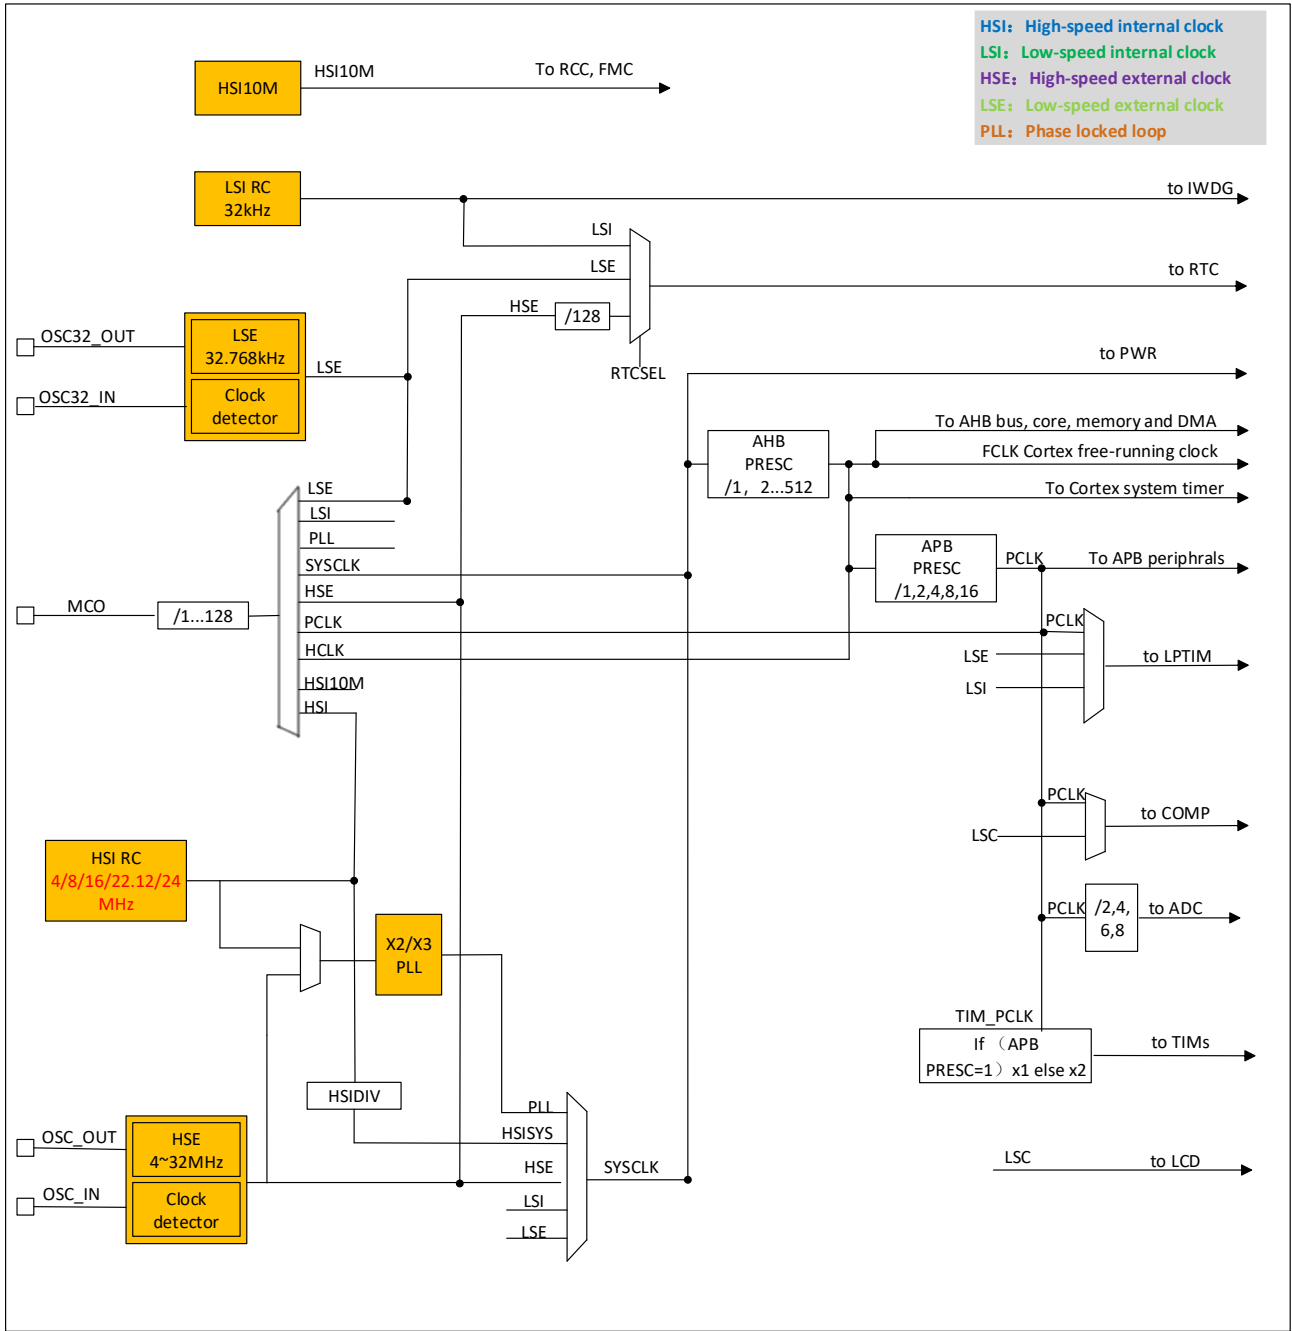 HSI：High-speed internal clock
LSI：Low-speed internal clock
HSE：High-speed external clock
LSE：Low-speed external clock
PLL：Phase locked loop
HSI10M
HSI10M
To RCC, FMC
LSI RC
32kHz
to IWDG
LSI
LSE
to RTC
HSE
/128
RTCSEL
OSC32_OUT
LSE
32.768kHz
LSE
OSC32_IN
Clock
detector
to PWR
To AHB bus, core, memory and DMA
AHB
PRESC
/1，2...512
FCLK Cortex free-running clock
To Cortex system timer
LSE
LSI
PLL
SYSCLK
HSE
PCLK
HCLK
HSI10M
HSI
MCO
/1...128
APB
PRESC
/1,2,4,8,16
PCLK
To APB periphrals
PCLK
LSE
LSI
to LPTIM
PCLK
LSC
to COMP
HSI RC
4/8/16/22.12/24
MHz
X2/X3
PLL
PCLK
/2,4,
6,8
to ADC
TIM_PCLK
If （APB
PRESC=1）x1 else x2
to TIMs
HSIDIV
PLL
HSISYS
HSE
LSI
LSE
SYSCLK
OSC_OUT
HSE
4~32MHz
OSC_IN
Clock
detector
LSC
to LCD